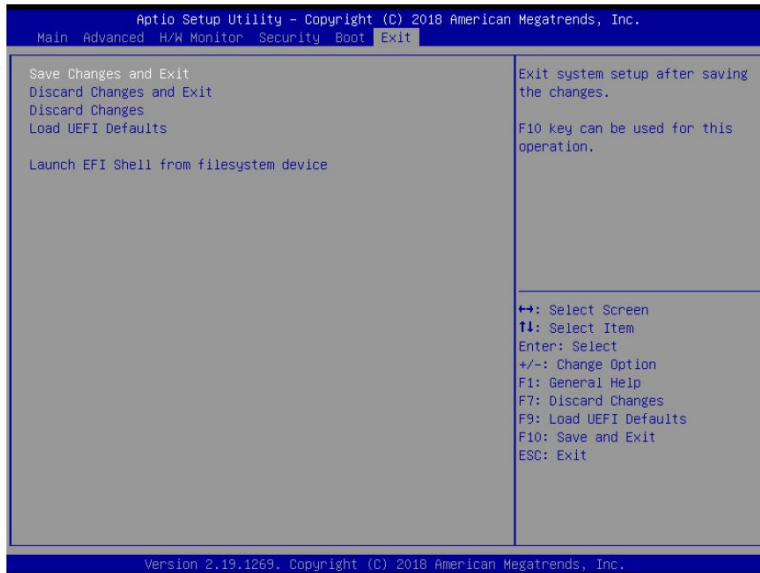 Aptio Setup Utility – Copyright (C) 2018 American Megatrends, Inc.
Main Advanced H/W Monitor Security Boot Exit
Save Changes and Exit
Discard Changes and Exit
Discard Changes
Load UEFI Defaults
Launch EFI Shell from filesystem device
Exit system setup after saving
the changes.
F10 key can be used for this
operation.
↔: Select Screen
↑↓: Select Item
Enter: Select
+/-: Change Option
F1: General Help
F7: Discard Changes
F9: Load UEFI Defaults
F10: Save and Exit
ESC: Exit
Version 2.19.1269. Copyright (C) 2018 American Megatrends, Inc.